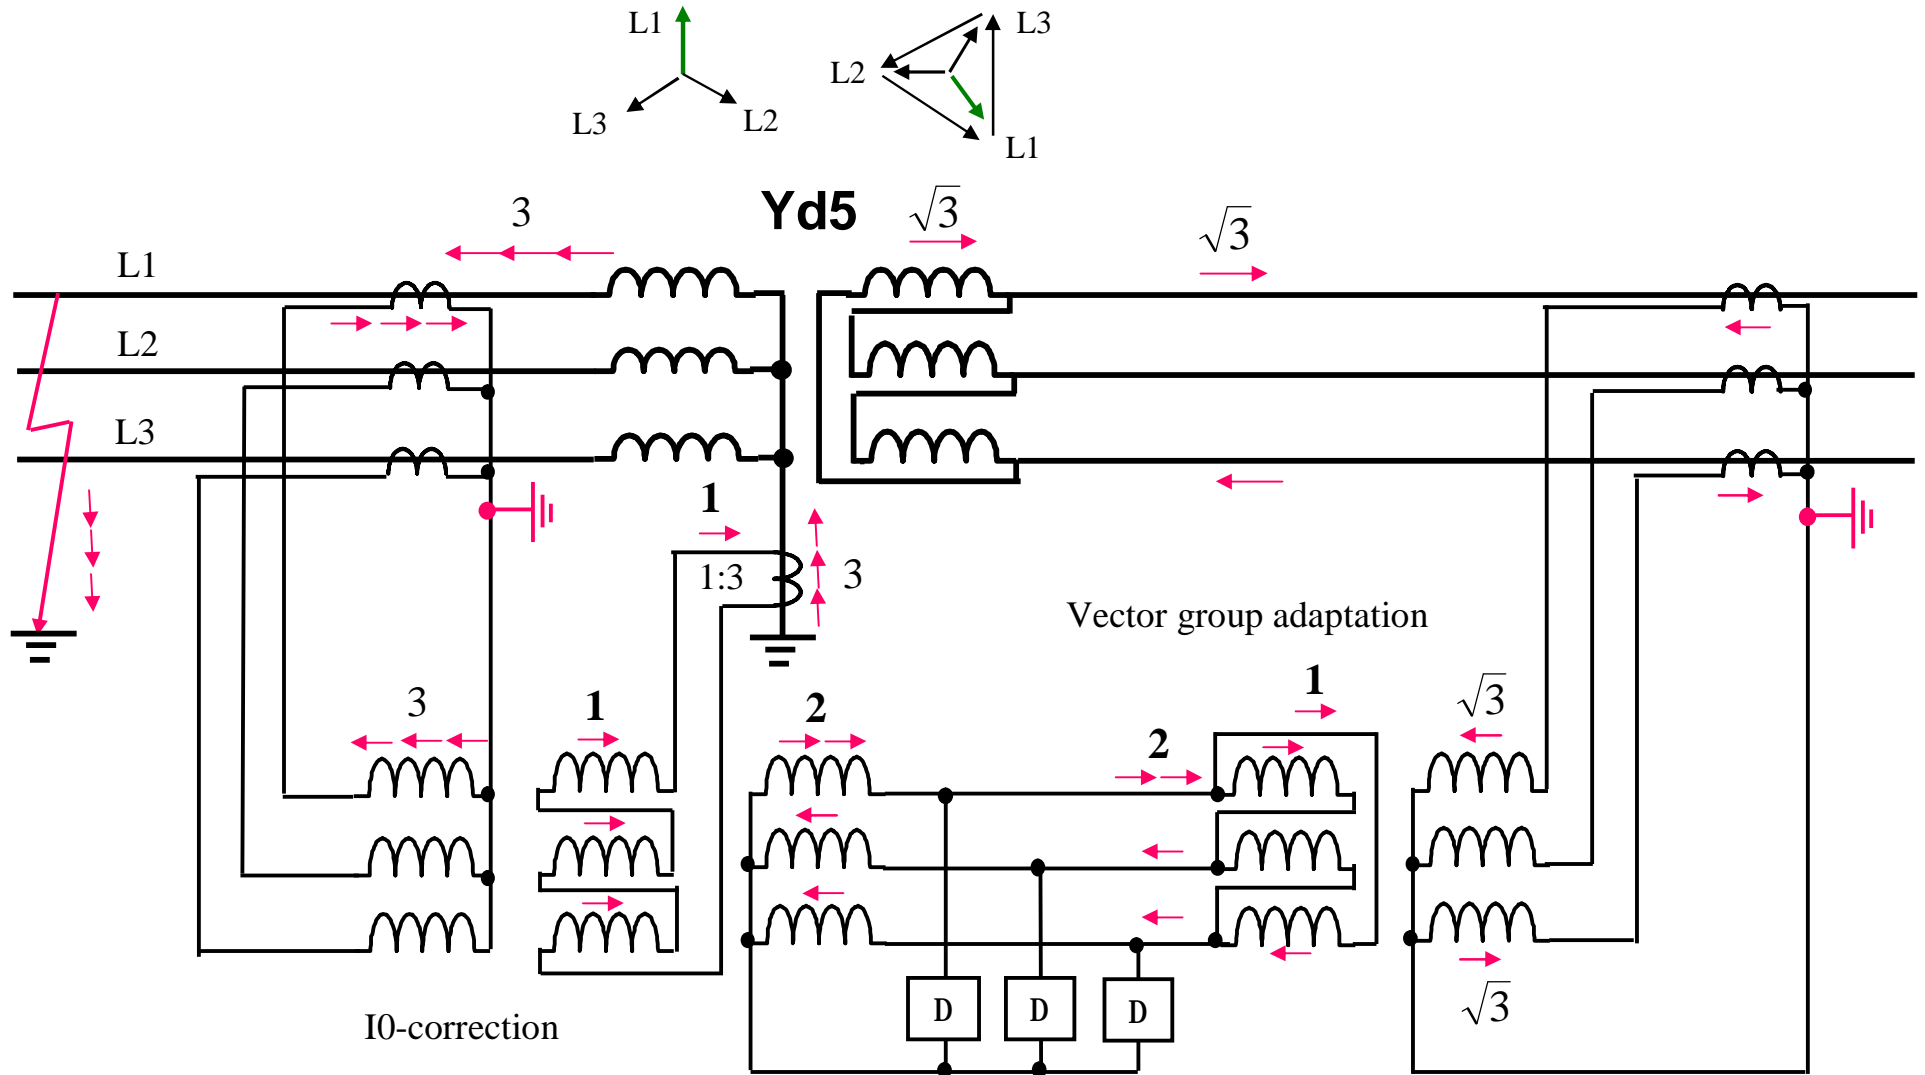 L1
L3
L2
L3
L2
L1
Yd5
3
√3
√3
L1
L2
L3
1
1:3
3
Vector group adaptation
3
1
2
2
1
√3
D
D
D
√3
I0-correction